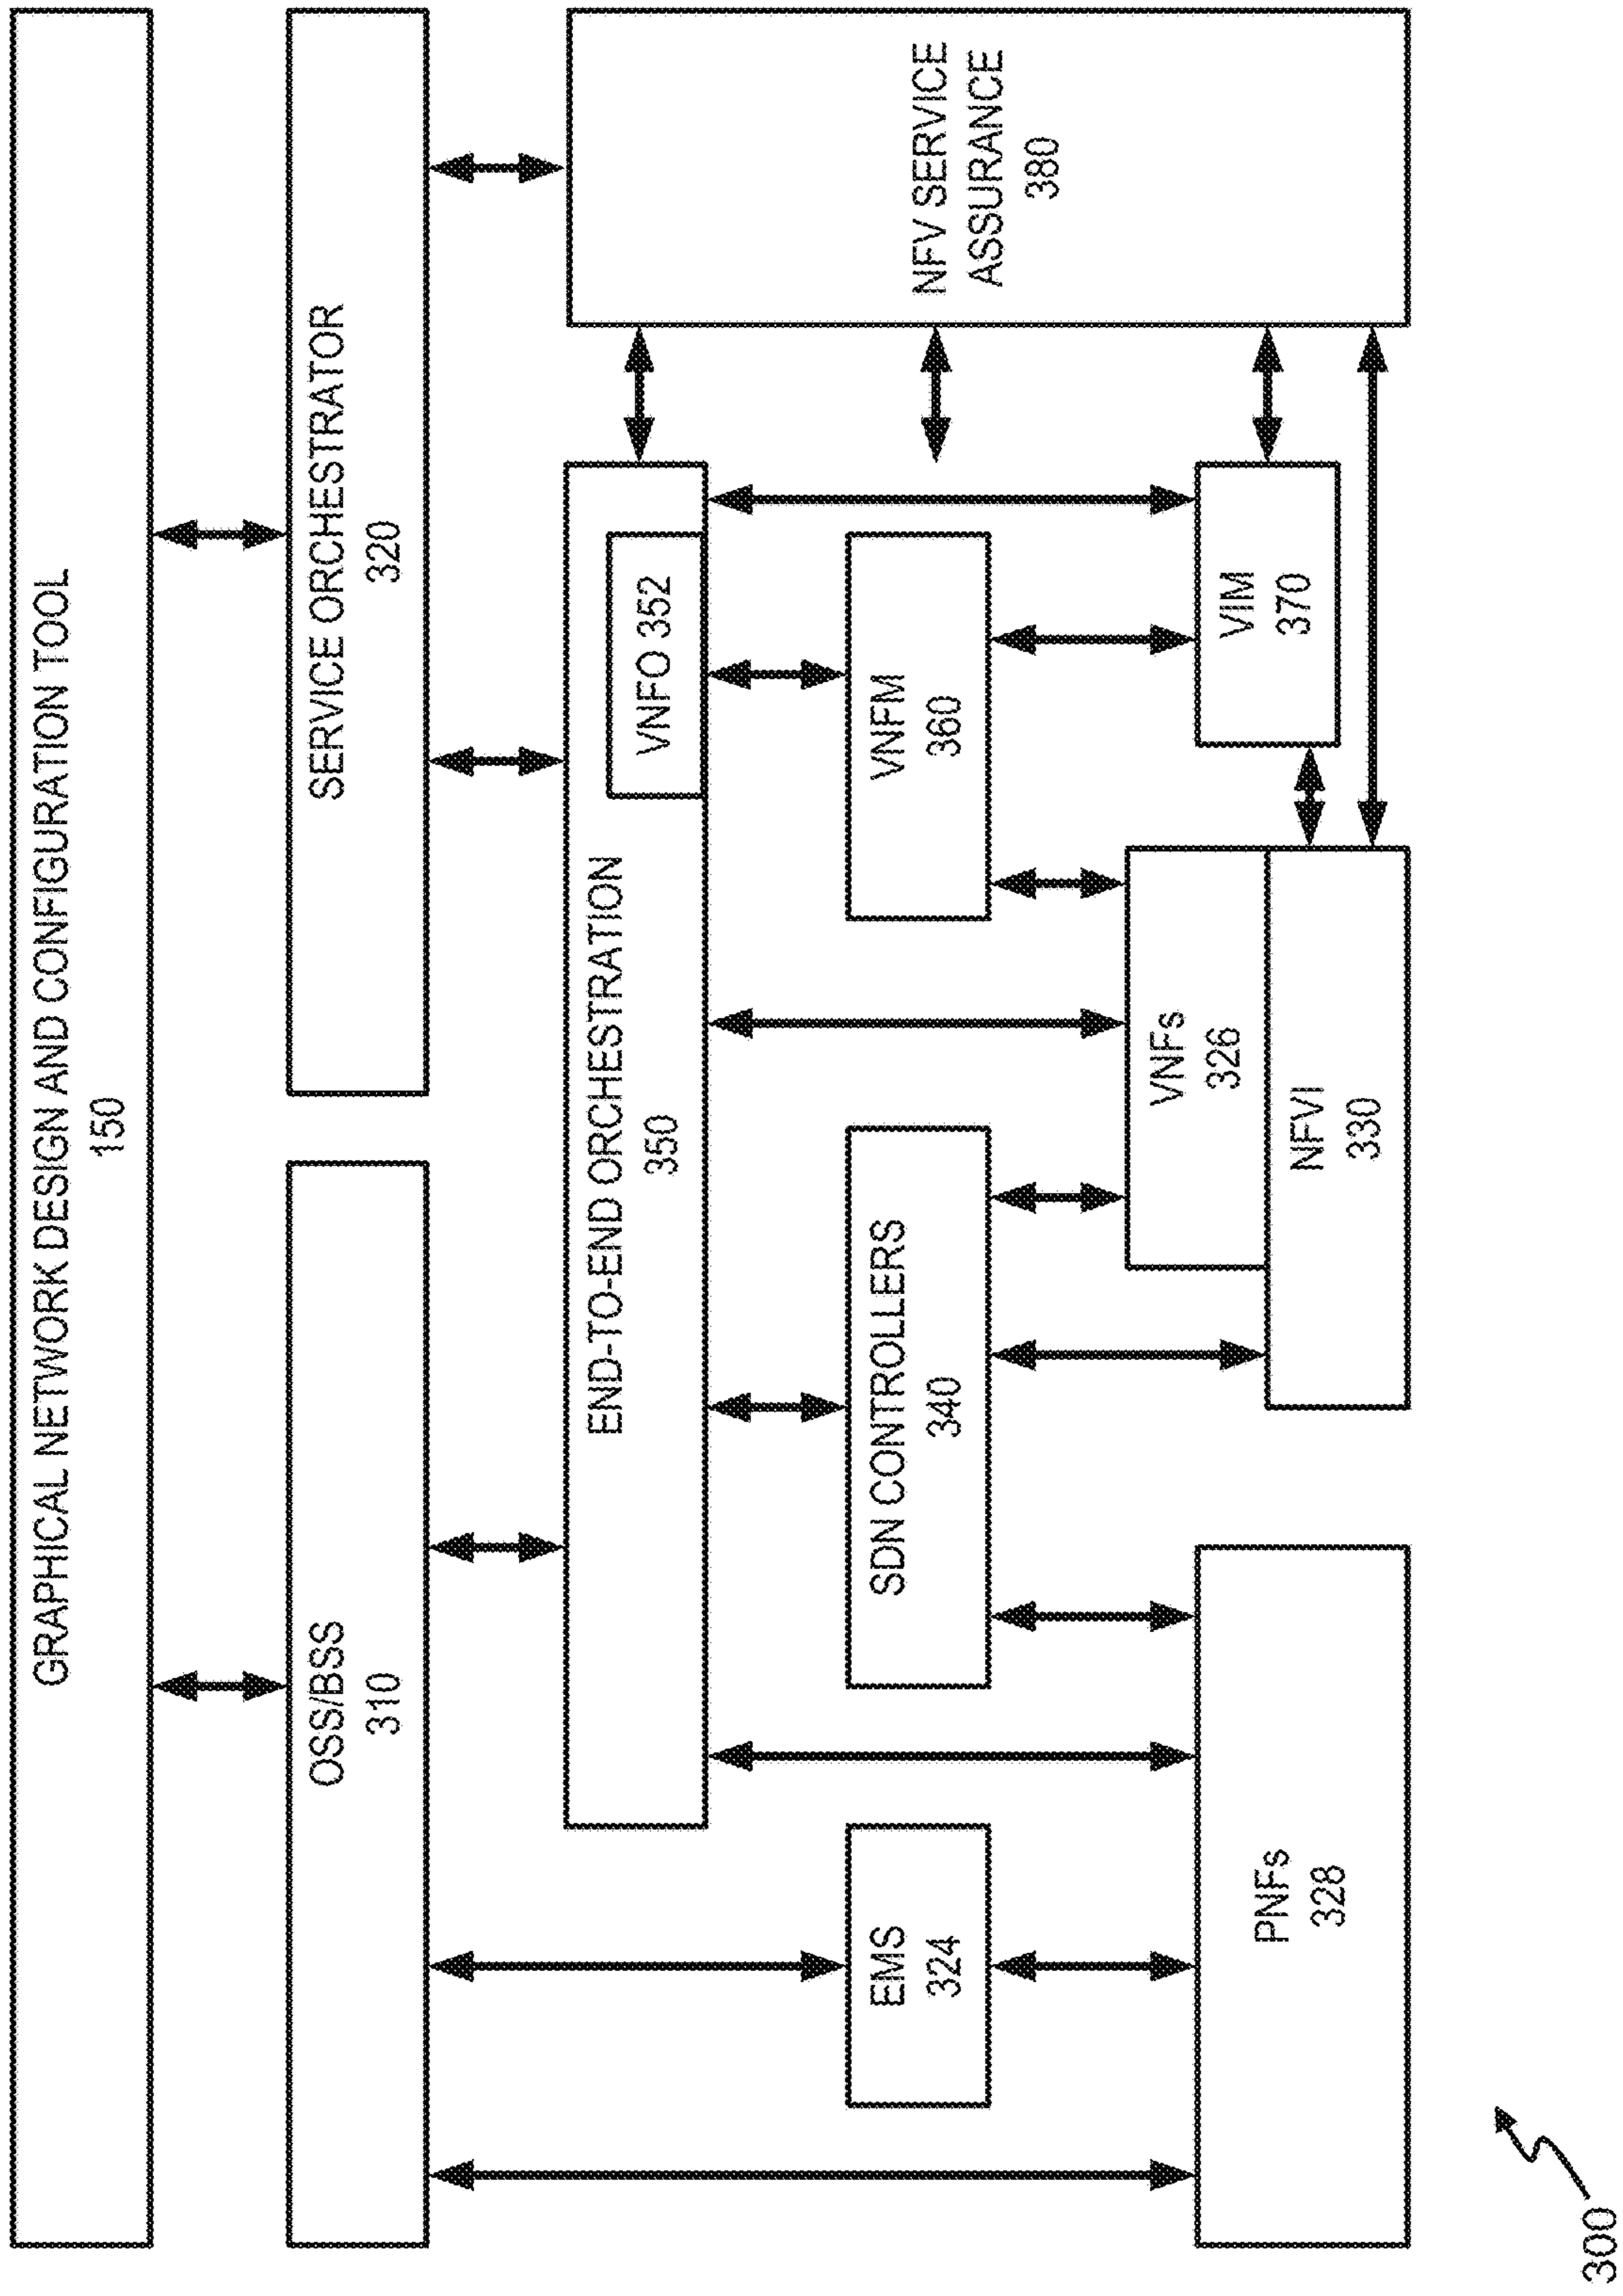 GRAPHICAL NETWORK DESIGN AND CONFIGURATION TOOL
150
OSS/BSS
310
SERVICE ORCHESTRATOR
320
END-TO-END ORCHESTRATION
350
VNFO 352
NFV SERVICE
ASSURANCE
380
EMS
324
SDN CONTROLLERS
340
VNFM
360
PNFs
328
VNFs
326
NFVI
330
VIM
370
300